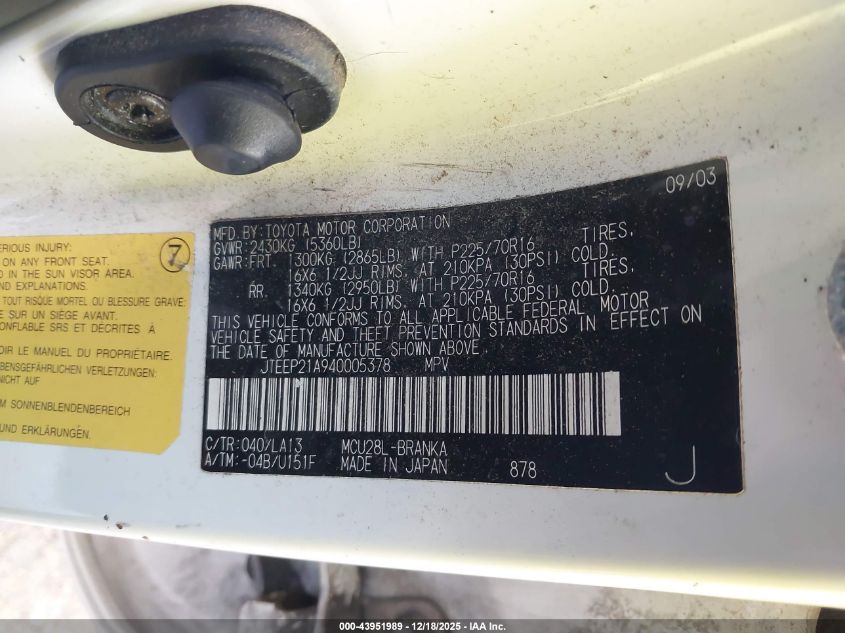 ERIOUS INJURY:
ON ANY FRONT SEAT.
D IN THE SUN VISOR AREA.
XPLANATIONS.
TOUT RISQUE MORTEL OU BLESSURE GRAVE:
E SUR UN SIÈGE AVANT.
ONFLABLE SRS ET DÉCRITES À
OIR LE MANUEL DU PROPRIÉTAIRE.
BENSGEFÄHRLICHEN VERLETZUNGEN:
NICHT AUF
M SONNENBLENDENBEREICH
7
09/03
MFD. BY: TOYOTA MOTOR CORPORATION
GVWR: 2430KG (5360LB)
GAWR: FRT. 1300KG (2865LB) WITH P225/70R16 TIRES,
16X6 1/2JJ RIMS, AT 210KPA (30PSI) COLD.
RR. 1340KG (2950LB) WITH P225/70R16 TIRES,
16X6 1/2JJ RIMS, AT 210KPA (30PSI) COLD.
THIS VEHICLE CONFORMS TO ALL APPLICABLE FEDERAL MOTOR
VEHICLE SAFETY AND THEFT PREVENTION STANDARDS IN EFFECT ON
THE DATE OF MANUFACTURE SHOWN ABOVE.
JTEEP21A940005378 MPV
C/TR: 040/LA13 MCU28L-BRANKA
A/TM: -04B/U151F MADE IN JAPAN 878 J
000-43951989 - 12/18/2025 - IAA Inc.